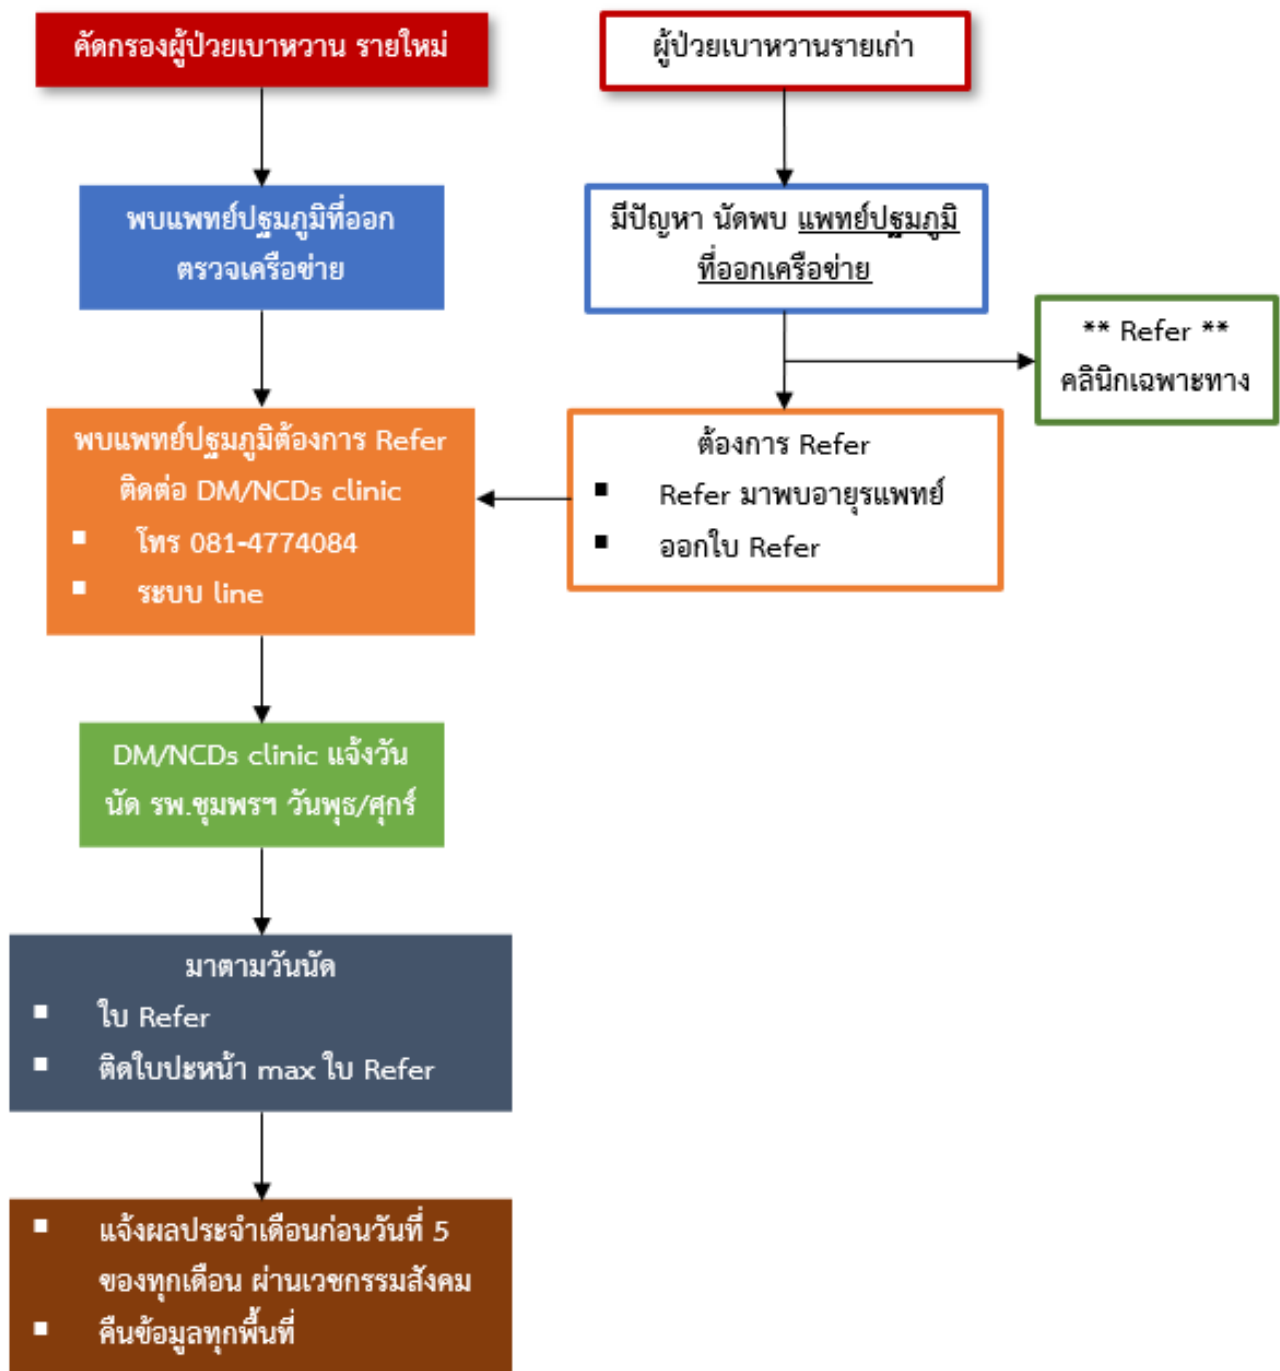 คัดกรองผู้ป่วยเบาหวาน รายใหม่
ผู้ป่วยเบาหวานรายเก่า
พบแพทย์ปฐมภูมิที่ออก
ตรวจเครือข่าย
มีปัญหา นัดพบ แพทย์ปฐมภูมิ
ที่ออกเครือข่าย
** Refer **
คลินิกเฉพาะทาง
พบแพทย์ปฐมภูมิต้องการ Refer
ติดต่อ DM/NCDs clinic
▪ โทร 081-4774084
▪ ระบบ line
ต้องการ Refer
▪ Refer มาพบอายุรแพทย์
▪ ออกใบ Refer
DM/NCDs clinic แจ้งวัน
นัด รพ.ชุมพรฯ วันพุธ/ศุกร์
มาตามวันนัด
▪ ใบ Refer
▪ ติดใบปะหน้า max ใบ Refer
▪ แจ้งผลประจำเดือนก่อนวันที่ 5
ของทุกเดือน ผ่านเวชกรรมสังคม
▪ คืนข้อมูลทุกพื้นที่